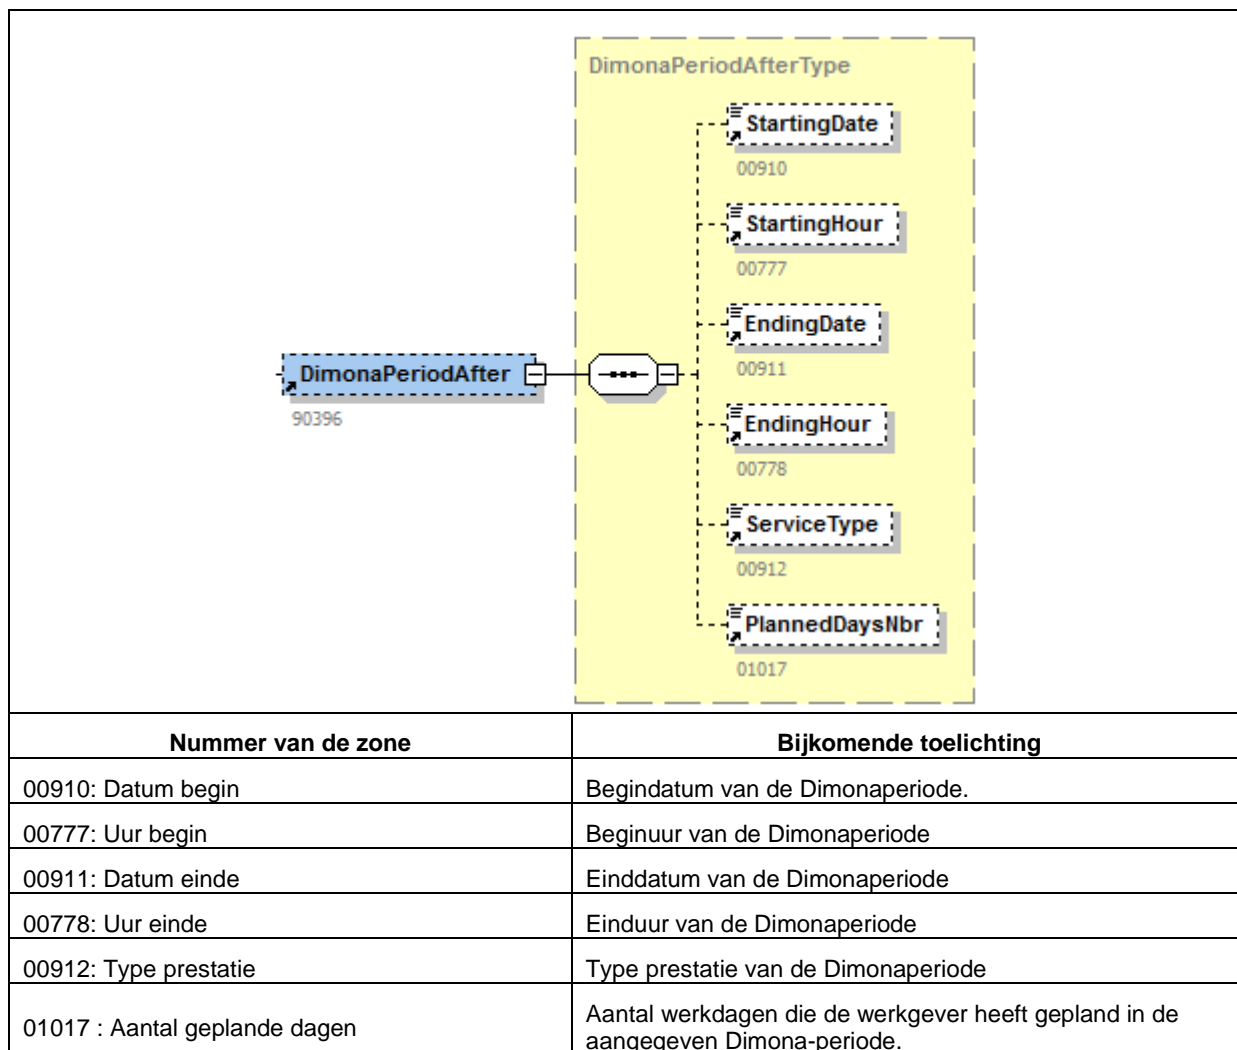 DimonaPeriodAfterType
StartingDate
00910
StartingHour
00777
EndingDate
00911
DimonaPeriodAfter
90396
EndingHour
00778
ServiceType
00912
PlannedDaysNbr
01017
Nummer van de zone
Bijkomende toelichting
00910: Datum begin
Begindatum van de Dimonaperiode.
00777: Uur begin
Beginuur van de Dimonaperiode
00911: Datum einde
Einddatum van de Dimonaperiode
00778: Uur einde
Einduur van de Dimonaperiode
00912: Type prestatie
Type prestatie van de Dimonaperiode
01017 : Aantal geplande dagen
Aantal werkdagen die de werkgever heeft gepland in de
aangegeven Dimona-periode.